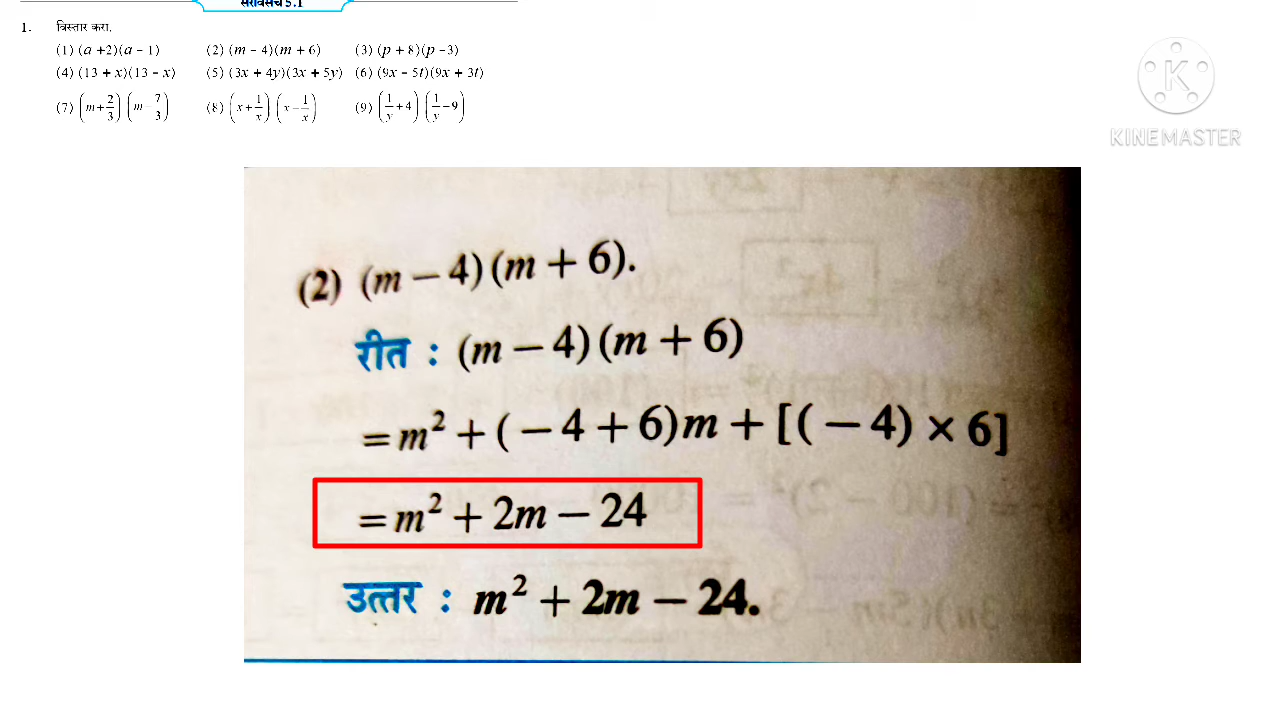 सरावसंच 5.1
1. विस्तार करा.
(1) (a +2)(a − 1) (2) (m − 4)(m + 6) (3) (p + 8)(p −3)
(4) (13 + x)(13 − x) (5) (3x + 4y)(3x + 5y) (6) (9x − 5t)(9x + 3t)
(7) (m+2/3)(m−7/3) (8) (x+1/x)(x−1/x) (9) (1/y+4)(1/y−9)
K
KINEMASTER
(2) (m − 4)(m + 6).
रीत : (m − 4)(m + 6)
= m² + (− 4 + 6)m + [(− 4) × 6]
= m² + 2m − 24
उत्तर : m² + 2m − 24.